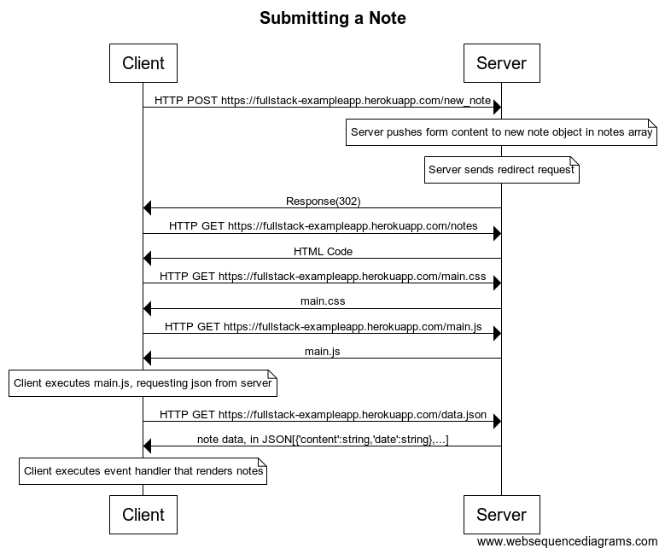 Submitting a Note
Client
Server
HTTP POST https://fullstack-exampleapp.herokuapp.com/new_note
Server pushes form content to new note object in notes array
Server sends redirect request
Response(302)
HTTP GET https://fullstack-exampleapp.herokuapp.com/notes
HTML Code
HTTP GET https://fullstack-exampleapp.herokuapp.com/main.css
main.css
HTTP GET https://fullstack-exampleapp.herokuapp.com/main.js
main.js
Client executes main.js, requesting json from server
HTTP GET https://fullstack-exampleapp.herokuapp.com/data.json
note data, in JSON[{'content':string,'date':string},...]
Client executes event handler that renders notes
Client
Server
www.websequencediagrams.com